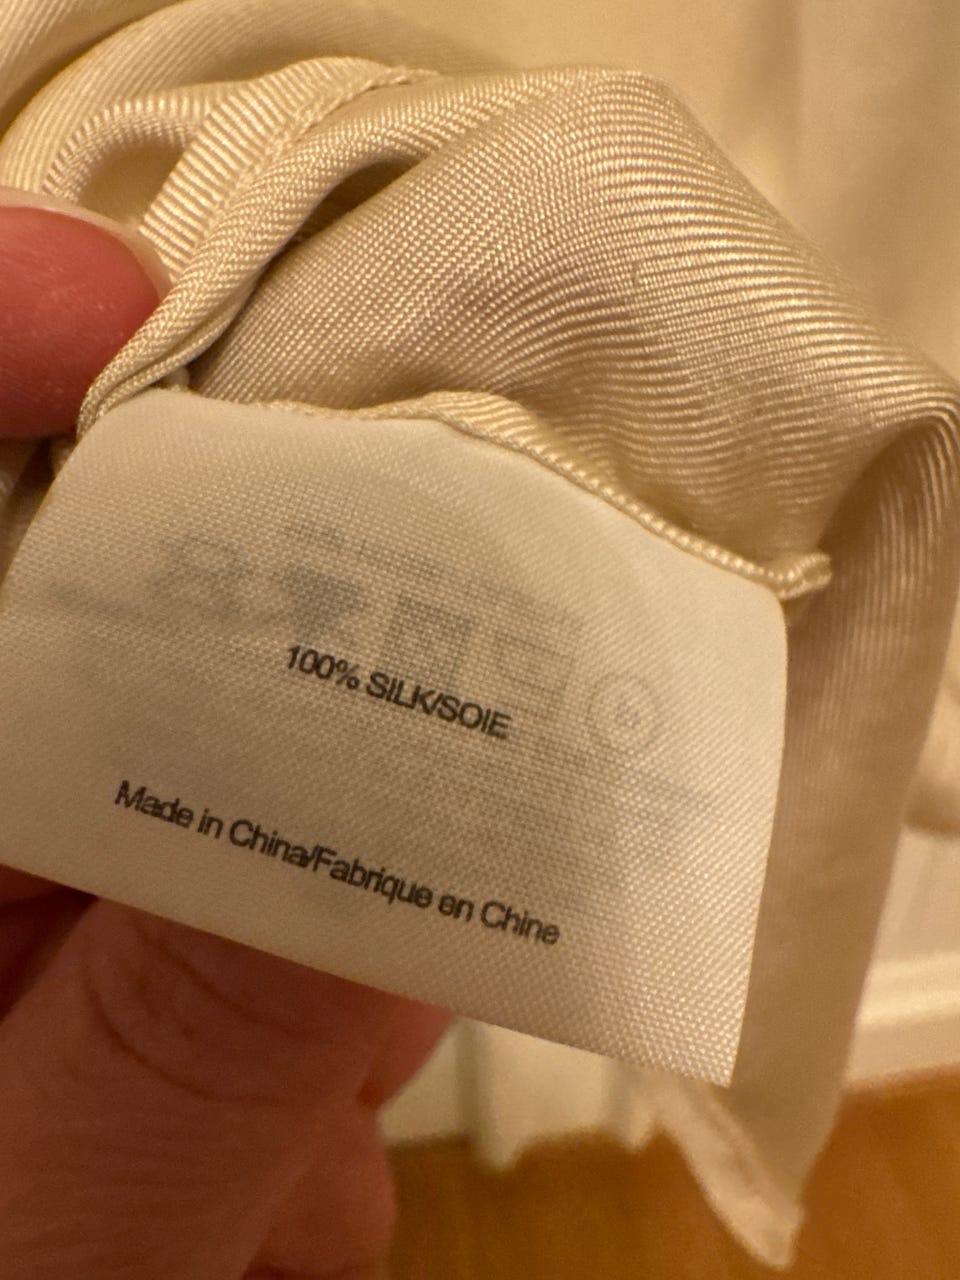 100% SILK/SOIE
Made in China/Fabrique en Chine